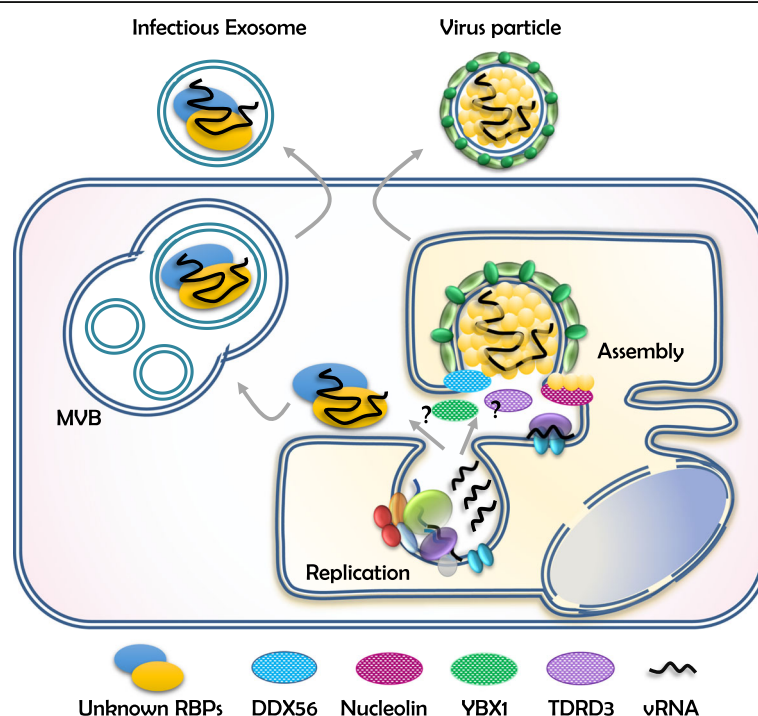 Infectious Exosome
Virus particle
Assembly
MVB
?
?
Replication
Unknown RBPs
DDX56
Nucleolin
YBX1
TDRD3
vRNA